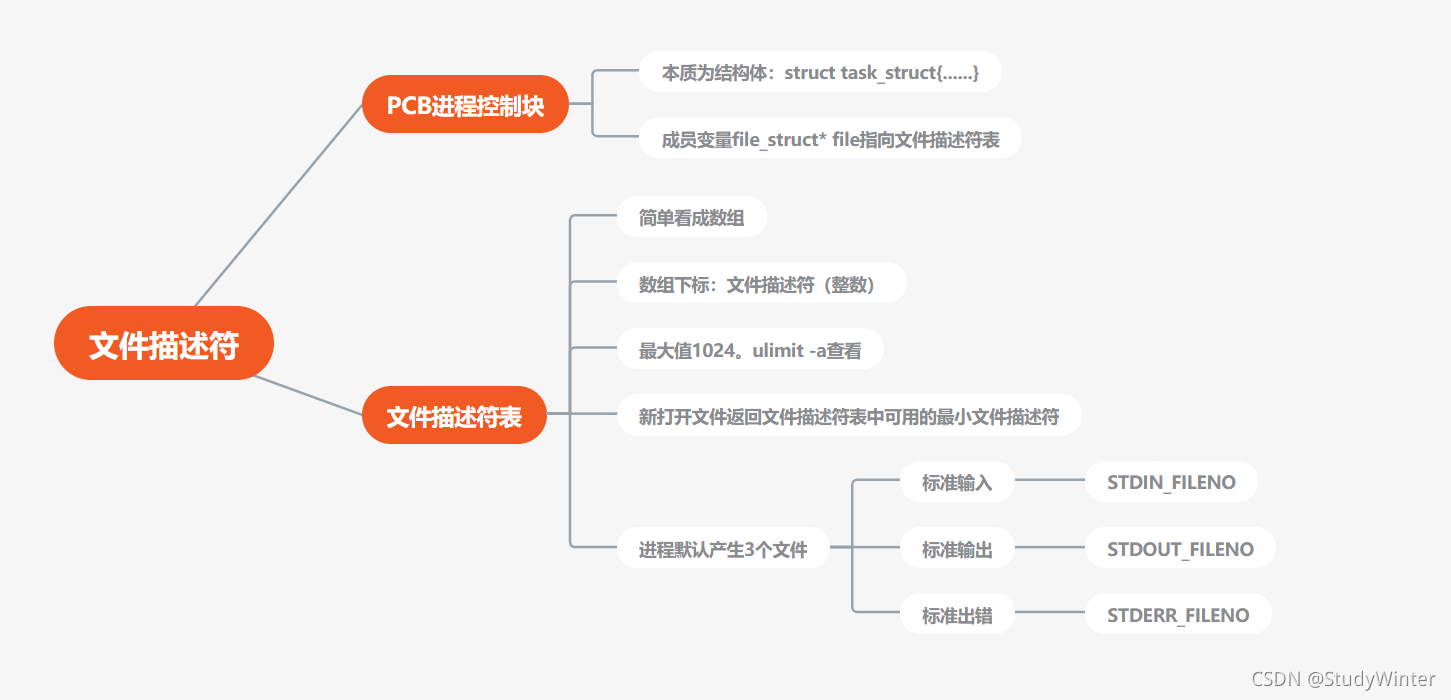 文件描述符
PCB进程控制块
本质为结构体：struct task_struct{......}
成员变量file_struct* file指向文件描述符表
文件描述符表
简单看成数组
数组下标：文件描述符（整数）
最大值1024。ulimit -a查看
新打开文件返回文件描述符表中可用的最小文件描述符
进程默认产生3个文件
标准输入
STDIN_FILENO
标准输出
STDOUT_FILENO
标准出错
STDERR_FILENO
CSDN @StudyWinter